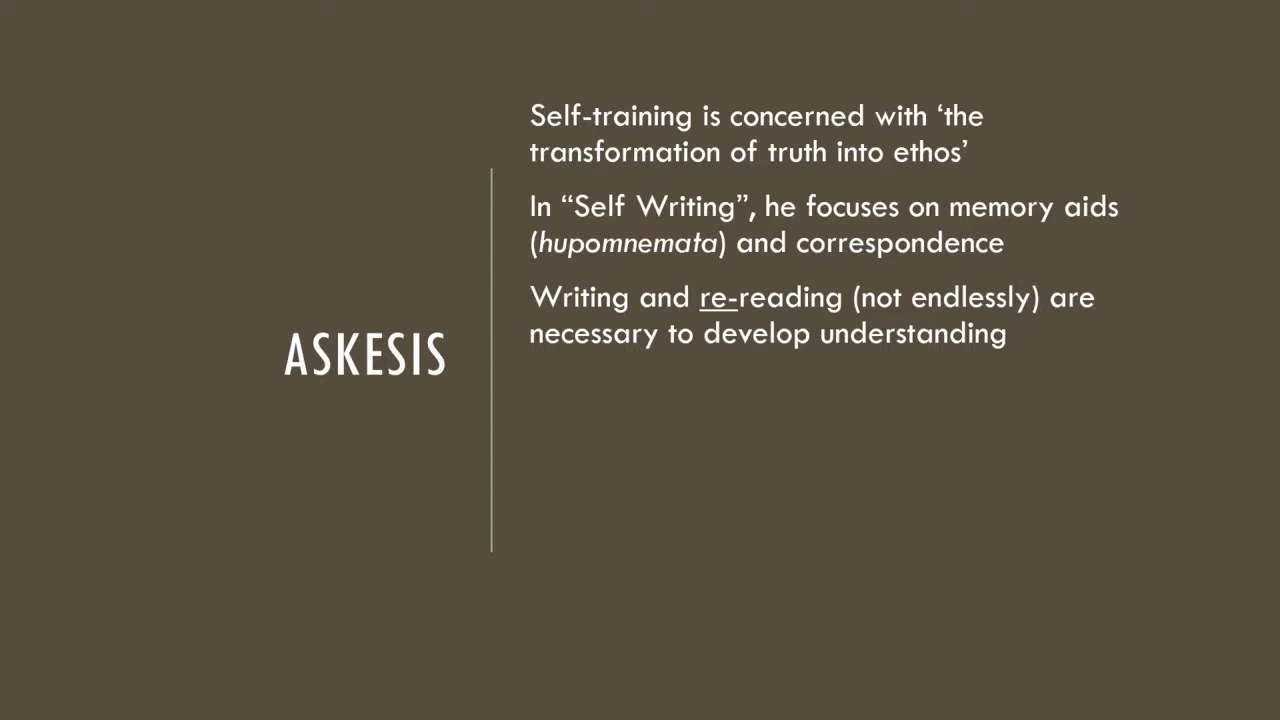 ASKESIS
Self-training is concerned with ‘the
transformation of truth into ethos’
In “Self Writing”, he focuses on memory aids
(hupomnemata) and correspondence
Writing and re-reading (not endlessly) are
necessary to develop understanding